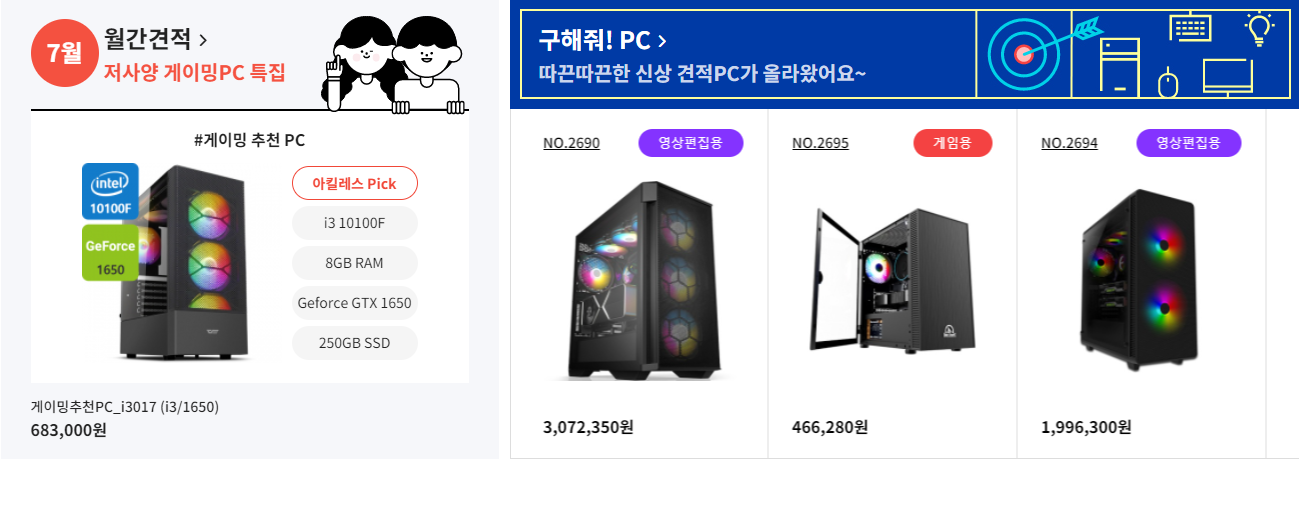 7월
월간견적 >
저사양 게이밍PC 특집
#게이밍 추천 PC
intel
10100F
GeForce
1650
아킬레스 Pick
i3 10100F
8GB RAM
Geforce GTX 1650
250GB SSD
게이밍추천PC_i3017 (i3/1650)
683,000원
구해줘! PC >
따끈따끈한 신상 견적PC가 올라왔어요~
NO.2690
영상편집용
3,072,350원
NO.2695
게임용
466,280원
NO.2694
영상편집용
1,996,300원